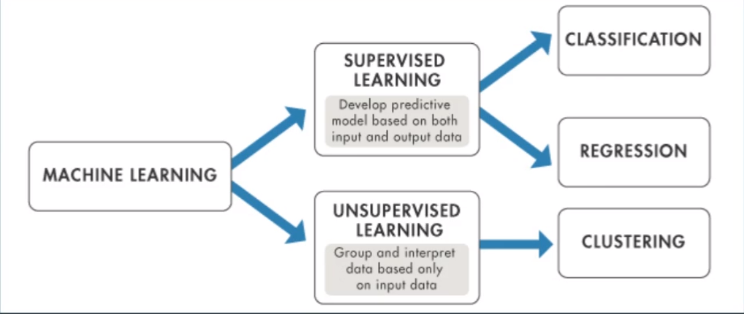 MACHINE LEARNING
SUPERVISED
LEARNING
Develop predictive
model based on both
input and output data
CLASSIFICATION
REGRESSION
UNSUPERVISED
LEARNING
Group and interpret
data based only
on input data
CLUSTERING